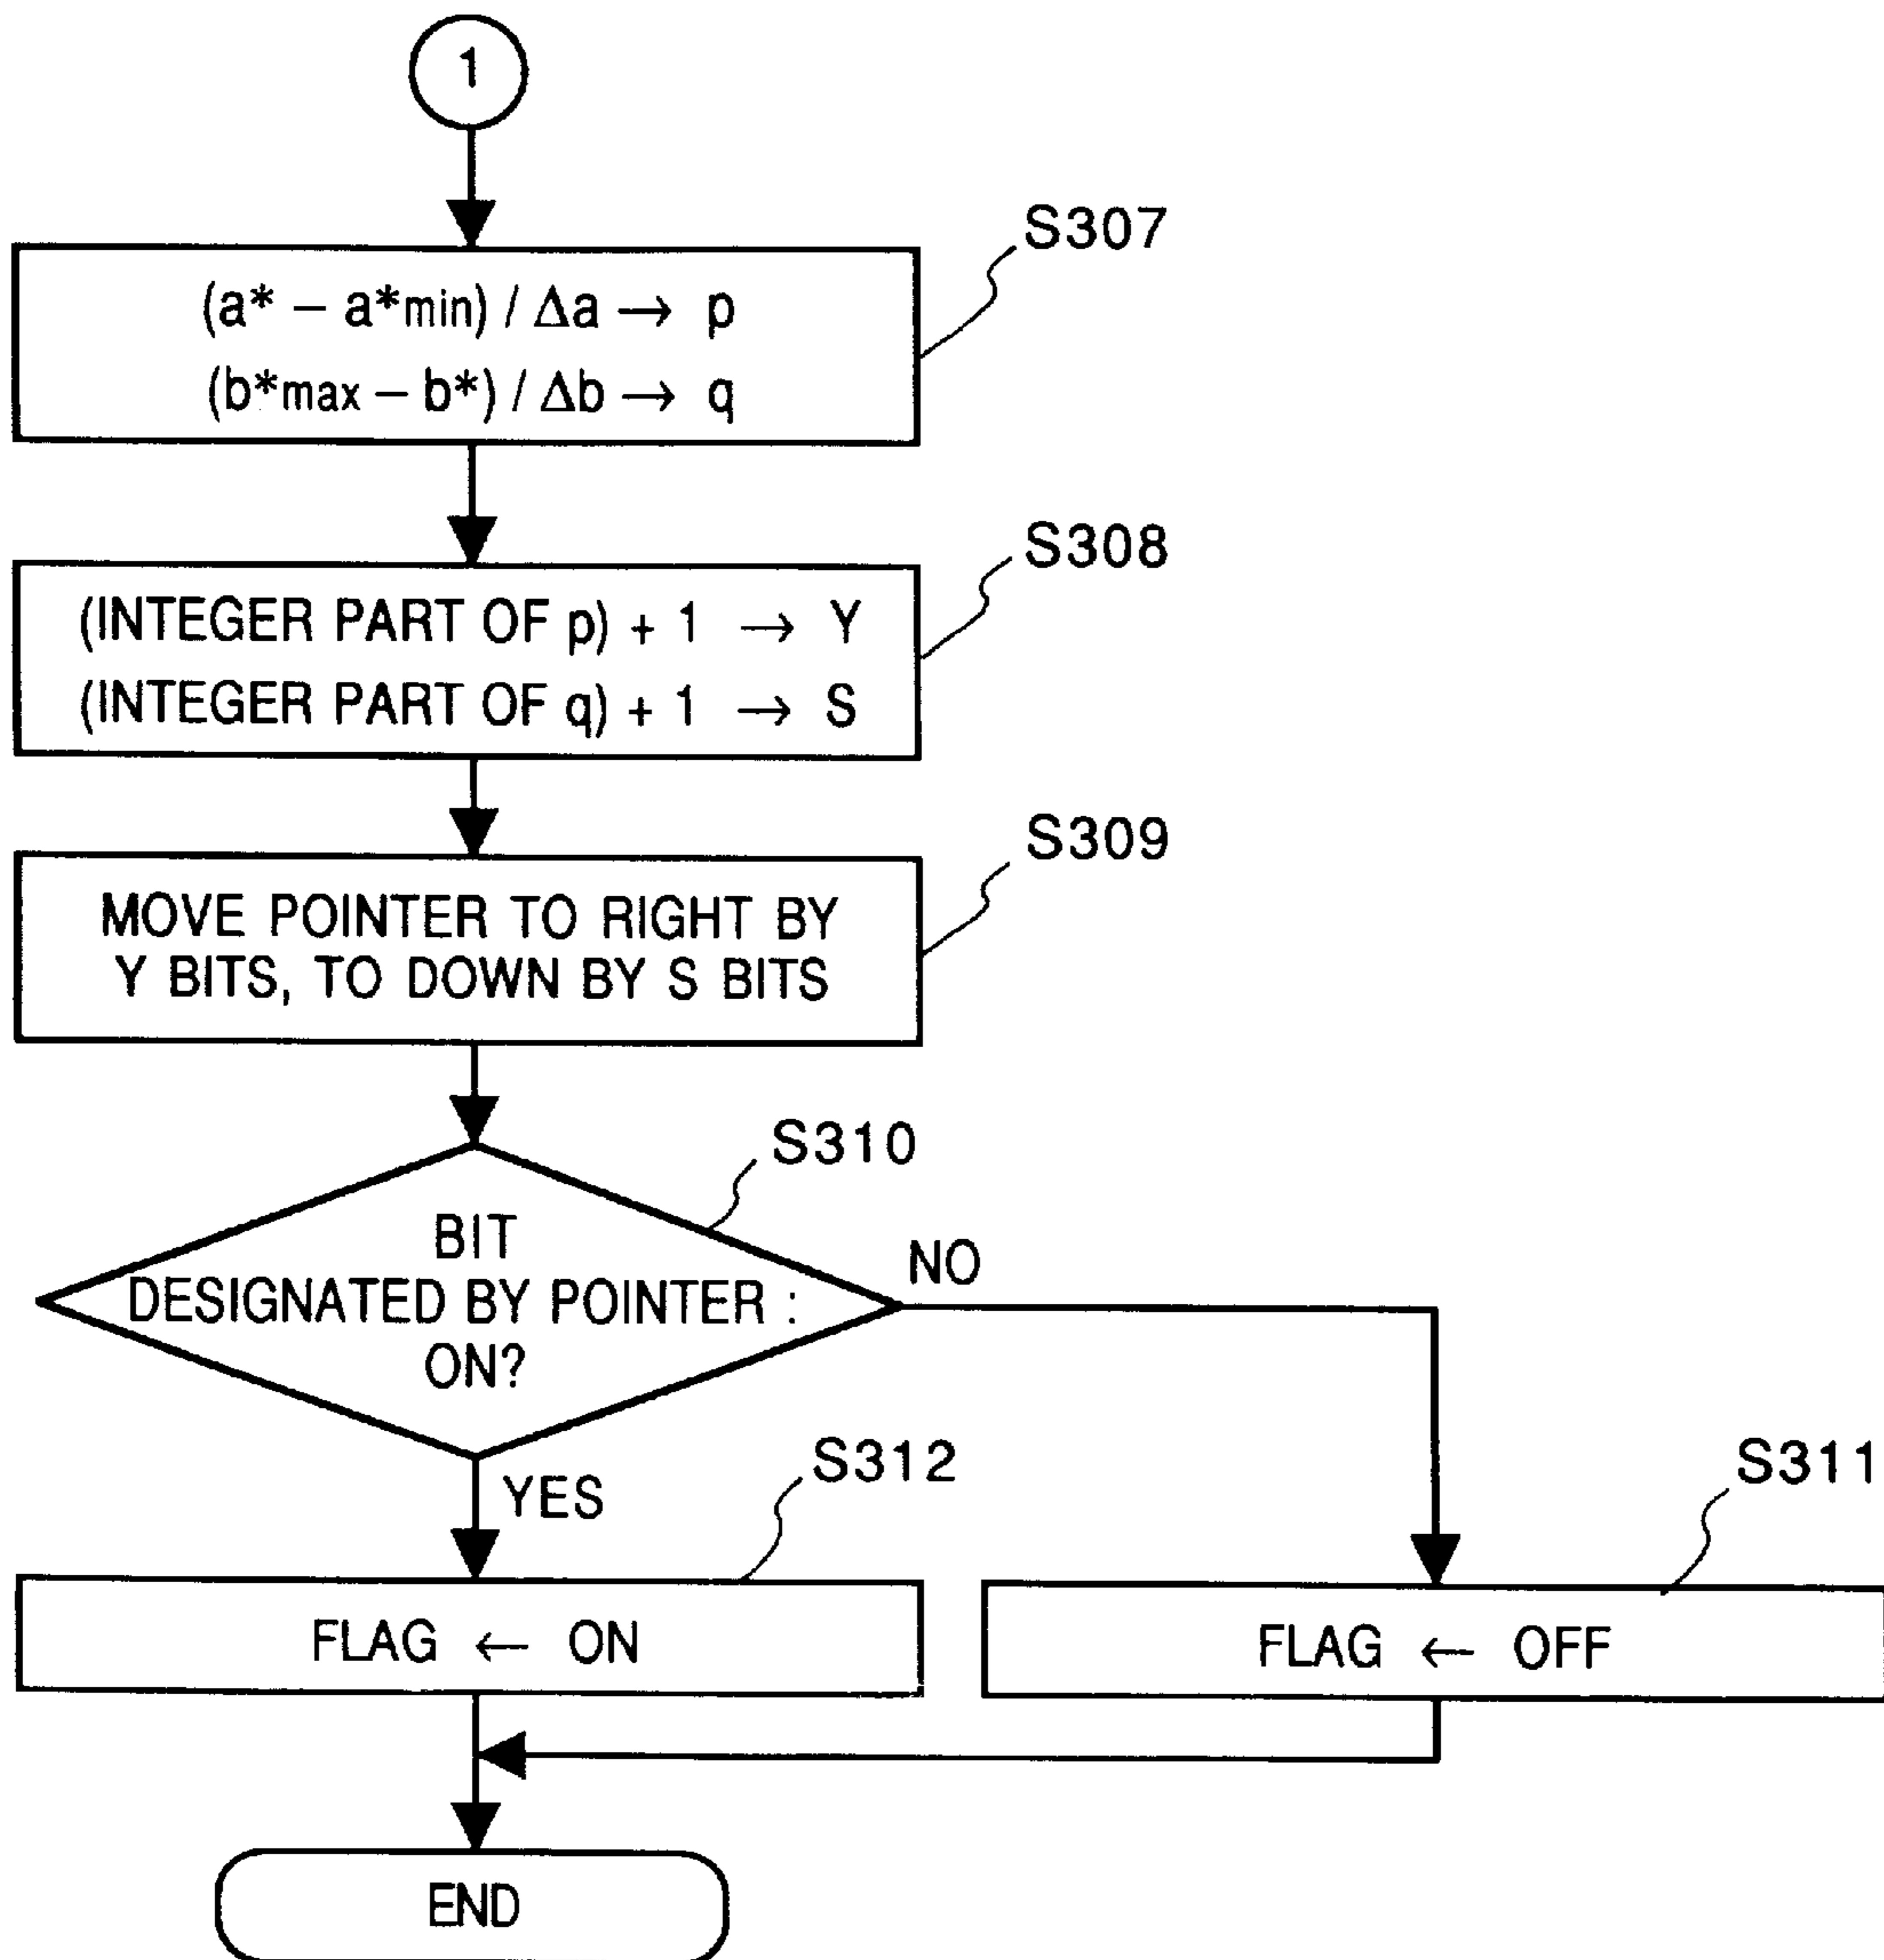 1
S307
(a* − a*min) / Δa → p
(b*max − b*) / Δb → q
S308
(INTEGER PART OF p) + 1 → Y
(INTEGER PART OF q) + 1 → S
S309
MOVE POINTER TO RIGHT BY
Y BITS, TO DOWN BY S BITS
S310
BIT
DESIGNATED BY POINTER :
ON?
NO
YES
S312
S311
FLAG ← ON
FLAG ← OFF
END